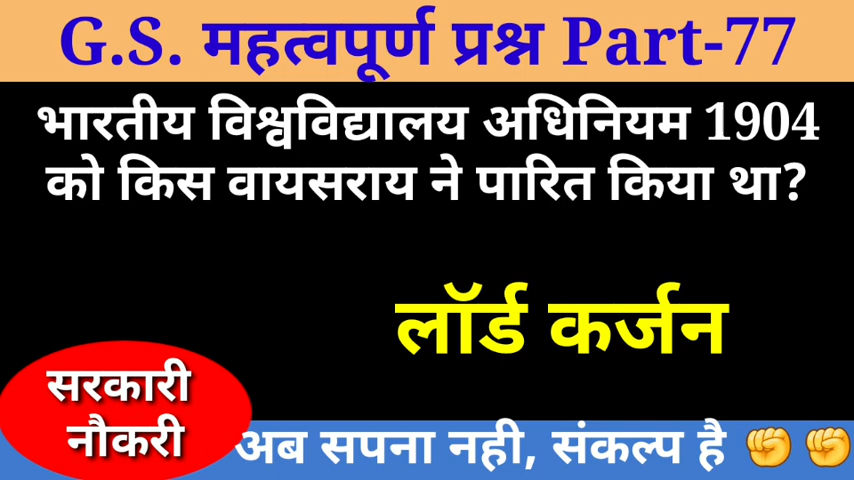 G.S. महत्वपूर्ण प्रश्न Part-77
भारतीय विश्वविद्यालय अधिनियम 1904
को किस वायसराय ने पारित किया था?
लॉर्ड कर्जन
सरकारी
नौकरी
अब सपना नही, संकल्प है ✊ ✊